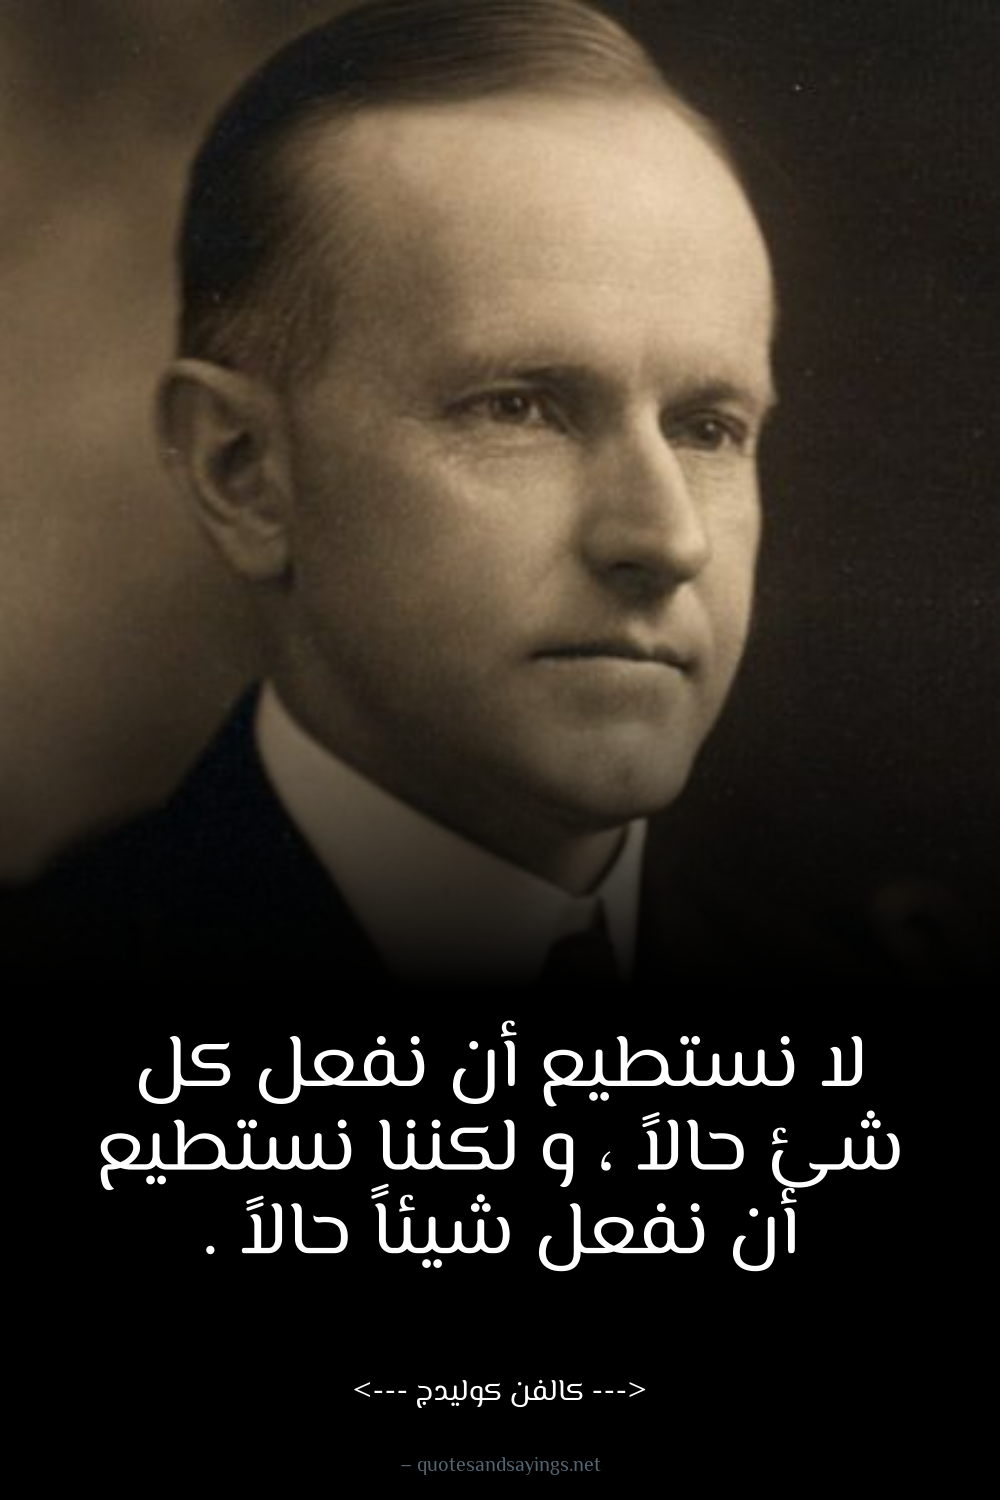 لا نستطيع أن نفعل كل
شئ حالاً ، و لكننا نستطيع
أن نفعل شيئاً حالاً .
<--- كالفن كوليدج --->
– quotesandsayings.net